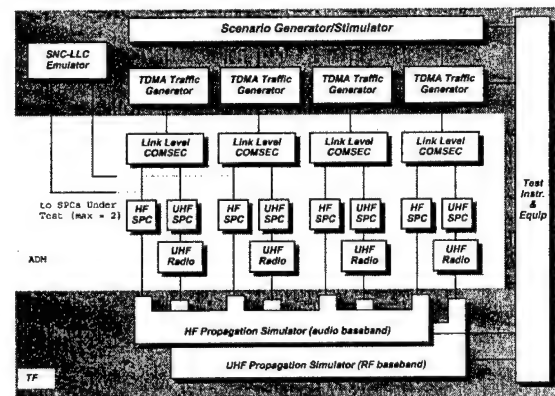 Scenario Generator/Stimulator
SNC-LLC
Emulator
TDMA Traffic
Generator
TDMA Traffic
Generator
TDMA Traffic
Generator
TDMA Traffic
Generator
Link Level
COMSEC
Link Level
COMSEC
Link Level
COMSEC
Link Level
COMSEC
to SPCs Under
Test (max = 2)
HF
SPC
UHF
SPC
HF
SPC
UHF
SPC
HF
SPC
UHF
SPC
HF
SPC
UHF
SPC
Test
Instr.
&
Equip
UHF
Radio
UHF
Radio
UHF
Radio
UHF
Radio
ADM
HF Propagation Simulator (audio baseband)
UHF Propagation Simulator (RF baseband)
TF